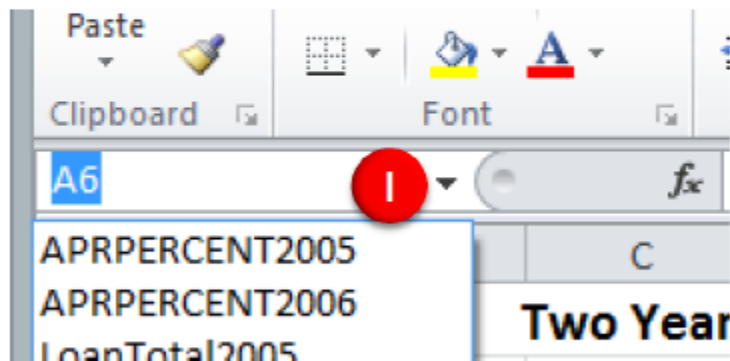 Paste
A
Clipboard
Font
A6
I
fx
APRPERCENT2005
C
APRPERCENT2006
Two Year
LoanTotal2005